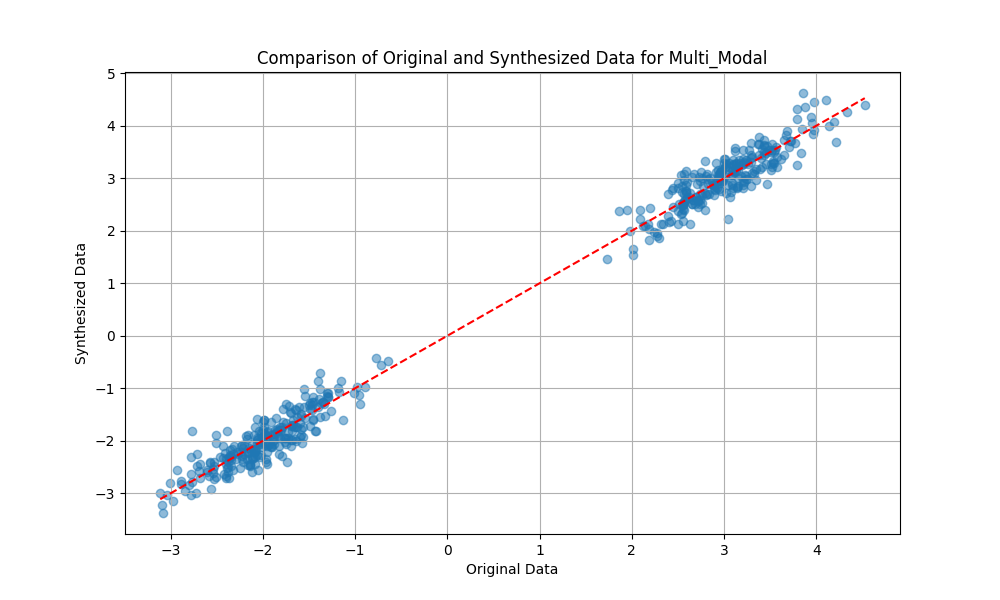 Comparison of Original and Synthesized Data for Multi_Modal
5
4
3
2
1
0
−1
−2
−3
Synthesized Data
−3 −2 −1 0 1 2 3 4
Original Data